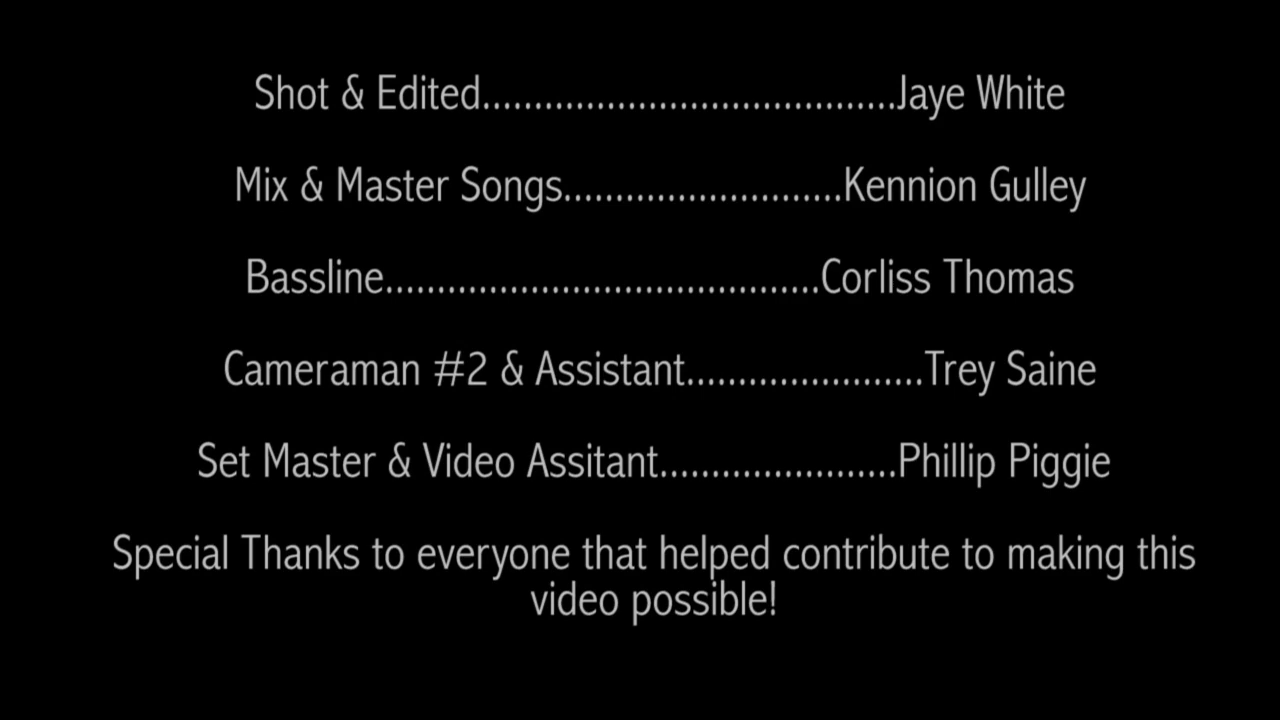 Shot & Edited........................................Jaye White
Mix & Master Songs...........................Kennion Gulley
Bassline..........................................Corliss Thomas
Cameraman #2 & Assistant.......................Trey Saine
Set Master & Video Assitant.......................Phillip Piggie
Special Thanks to everyone that helped contribute to making this
video possible!